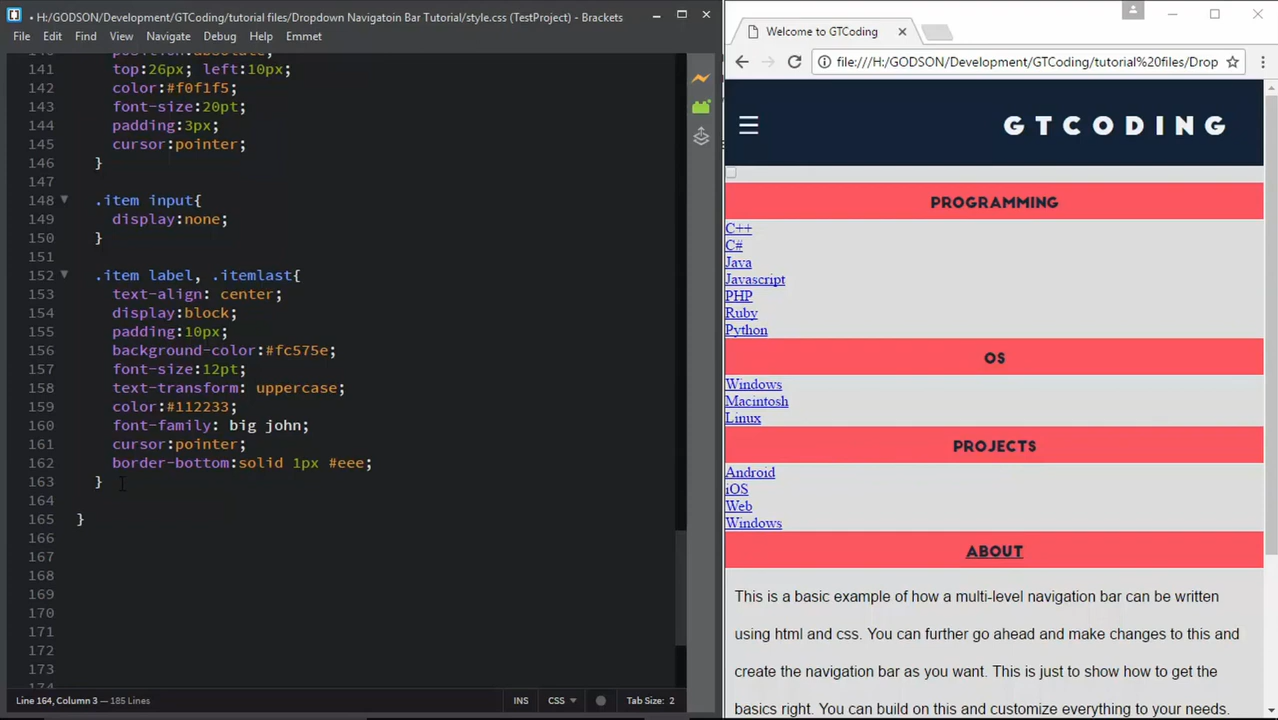 • H:/GODSON/Development/GTCoding/tutorial files/Dropdown Navigatoin Bar Tutorial/style.css (TestProject) - Brackets
File Edit Find View Navigate Debug Help Emmet
140 position:absolute;
141 top:26px; left:10px;
142 color:#f0f1f5;
143 font-size:20pt;
144 padding:3px;
145 cursor:pointer;
146 }
147
148 .item input{
149 display:none;
150 }
151
152 .item label, .itemlast{
153 text-align: center;
154 display:block;
155 padding:10px;
156 background-color:#fc575e;
157 font-size:12pt;
158 text-transform: uppercase;
159 color:#112233;
160 font-family: big john;
161 cursor:pointer;
162 border-bottom:solid 1px #eee;
163 }
164
165 }
166
167
168
169
170
171
172
173
174
Line 164, Column 3 — 185 Lines
INS CSS Tab Size: 2
Welcome to GTCoding
file:///H:/GODSON/Development/GTCoding/tutorial%20files/Drop
☰ GTCODING
PROGRAMMING
C++
C#
Java
Javascript
PHP
Ruby
Python
OS
Windows
Macintosh
Linux
PROJECTS
Android
iOS
Web
Windows
ABOUT
This is a basic example of how a multi-level navigation bar can be written
using html and css. You can further go ahead and make changes to this and
create the navigation bar as you want. This is just to show how to get the
basics right. You can build on this and customize everything to your needs.